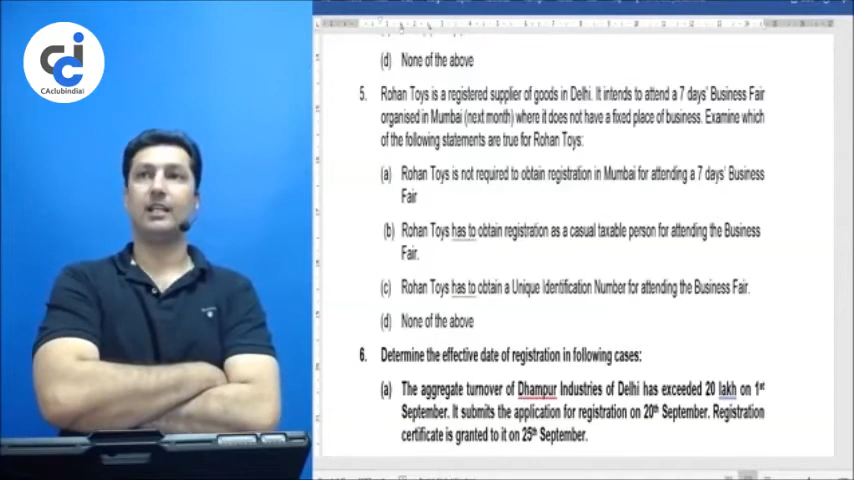 CAclubindia
(d) None of the above
5. Rohan Toys is a registered supplier of goods in Delhi. It intends to attend a 7 days' Business Fair
organised in Mumbai (next month) where it does not have a fixed place of business. Examine which
of the following statements are true for Rohan Toys:
(a) Rohan Toys is not required to obtain registration in Mumbai for attending a 7 days' Business
Fair
(b) Rohan Toys has to obtain registration as a casual taxable person for attending the Business
Fair.
(c) Rohan Toys has to obtain a Unique Identification Number for attending the Business Fair.
(d) None of the above
6. Determine the effective date of registration in following cases:
(a) The aggregate turnover of Dhampur Industries of Delhi has exceeded 20 lakh on 1st
September. It submits the application for registration on 20th September. Registration
certificate is granted to it on 25th September.